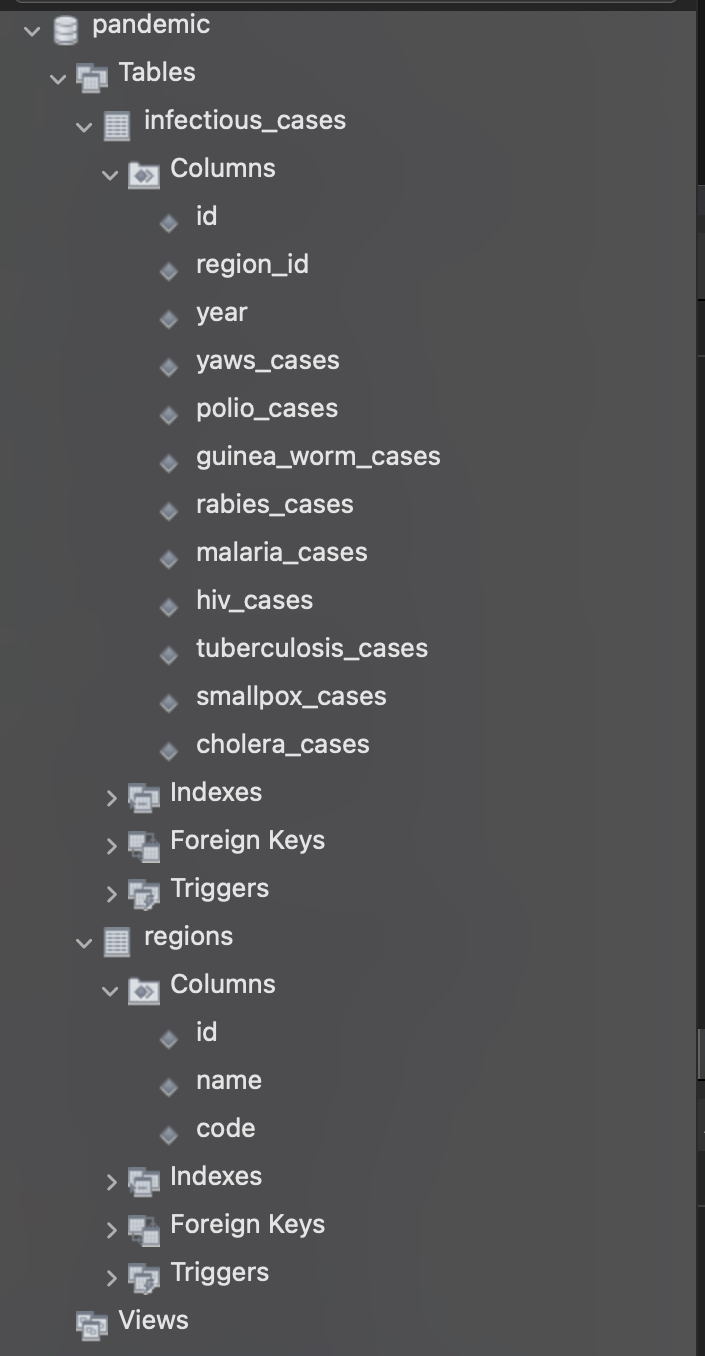 pandemic
Tables
infectious_cases
Columns
id
region_id
year
yaws_cases
polio_cases
guinea_worm_cases
rabies_cases
malaria_cases
hiv_cases
tuberculosis_cases
smallpox_cases
cholera_cases
Indexes
Foreign Keys
Triggers
regions
Columns
id
name
code
Indexes
Foreign Keys
Triggers
Views